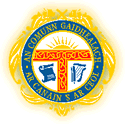 AN COMUNN GAIDHEALACH
AR CANAIN 'S AR CEOL